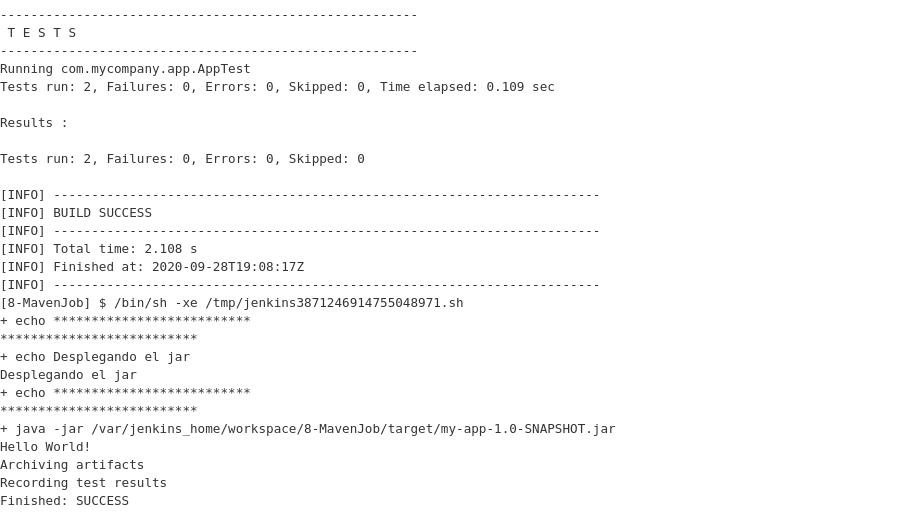 -------------------------------------------------------
 T E S T S
-------------------------------------------------------
Running com.mycompany.app.AppTest
Tests run: 2, Failures: 0, Errors: 0, Skipped: 0, Time elapsed: 0.109 sec

Results :

Tests run: 2, Failures: 0, Errors: 0, Skipped: 0

[INFO] ------------------------------------------------------------------------
[INFO] BUILD SUCCESS
[INFO] ------------------------------------------------------------------------
[INFO] Total time: 2.108 s
[INFO] Finished at: 2020-09-28T19:08:17Z
[INFO] ------------------------------------------------------------------------
[8-MavenJob] $ /bin/sh -xe /tmp/jenkins3871246914755048971.sh
+ echo **************************
**************************
+ echo Desplegando el jar
Desplegando el jar
+ echo **************************
**************************
+ java -jar /var/jenkins_home/workspace/8-MavenJob/target/my-app-1.0-SNAPSHOT.jar
Hello World!
Archiving artifacts
Recording test results
Finished: SUCCESS